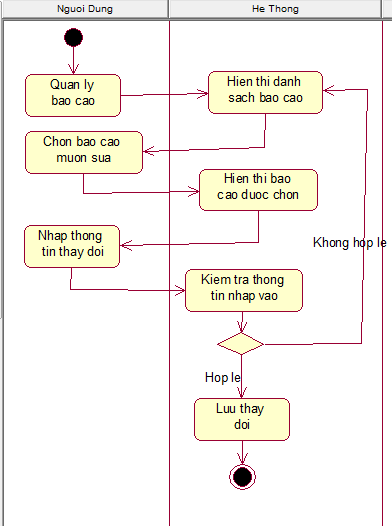 Nguoi Dung
He Thong
Quan ly
bao cao
Hien thi danh
sach bao cao
Chon bao cao
muon sua
Hien thi bao
cao duoc chon
Nhap thong
tin thay doi
Khong hop le
Kiem tra thong
tin nhap vao
Hop le
Luu thay
doi